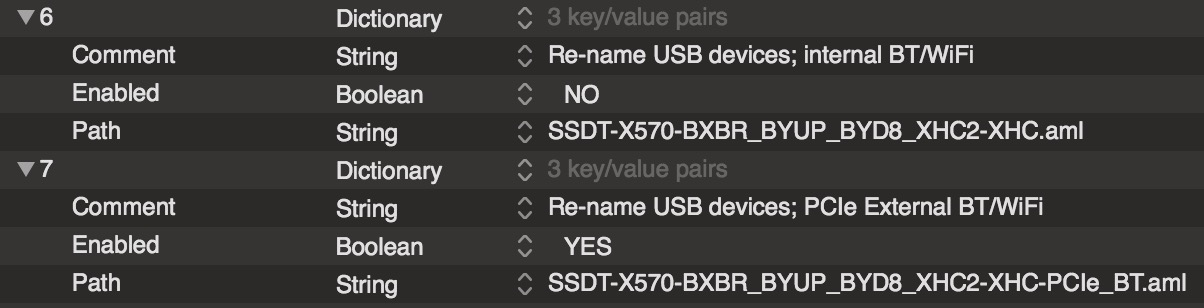 6 Dictionary 3 key/value pairs
Comment String Re-name USB devices; internal BT/WiFi
Enabled Boolean NO
Path String SSDT-X570-BXBR_BYUP_BYD8_XHC2-XHC.aml
7 Dictionary 3 key/value pairs
Comment String Re-name USB devices; PCIe External BT/WiFi
Enabled Boolean YES
Path String SSDT-X570-BXBR_BYUP_BYD8_XHC2-XHC-PCIe_BT.aml